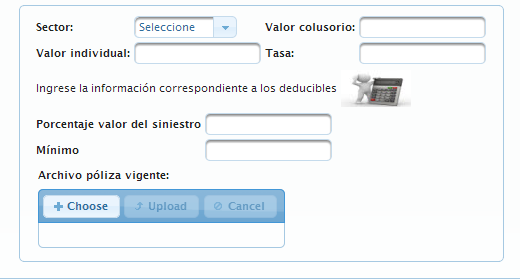 Sector: Seleccione Valor colusorio:
Valor individual: Tasa:
Ingrese la información correspondiente a los deducibles
Porcentaje valor del siniestro
Mínimo
Archivo póliza vigente:
Choose Upload Cancel